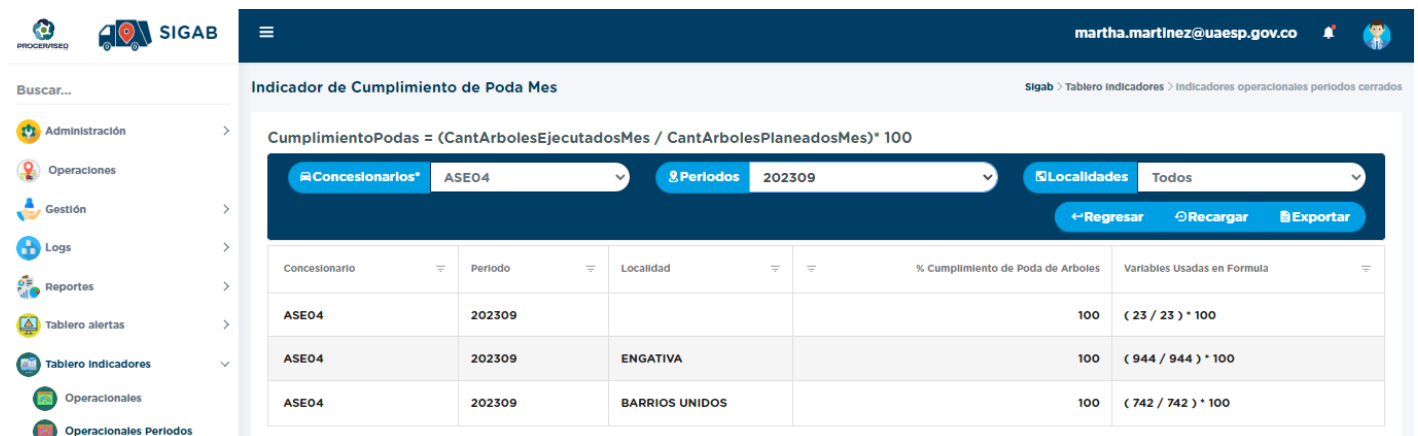 PROCERASEO
SIGAB
martha.martinez@uaesp.gov.co
Buscar...
Administración
Operaciones
Gestión
Logs
Reportes
Tablero alertas
Tablero Indicadores
Operacionales
Operacionales Periodos
Indicador de Cumplimiento de Poda Mes
Sigab > Tablero Indicadores > Indicadores operacionales periodos cerrados
CumplimientoPodas = (CantArbolesEjecutadosMes / CantArbolesPlaneadosMes)* 100
Concesionarios* ASE04 Periodos 202309 Localidades Todos
Regresar Recargar Exportar
Concesionario Periodo Localidad % Cumplimiento de Poda de Arboles Variables Usadas en Formula
ASE04 202309 100 ( 23 / 23 ) * 100
ASE04 202309 ENGATIVA 100 ( 944 / 944 ) * 100
ASE04 202309 BARRIOS UNIDOS 100 ( 742 / 742 ) * 100